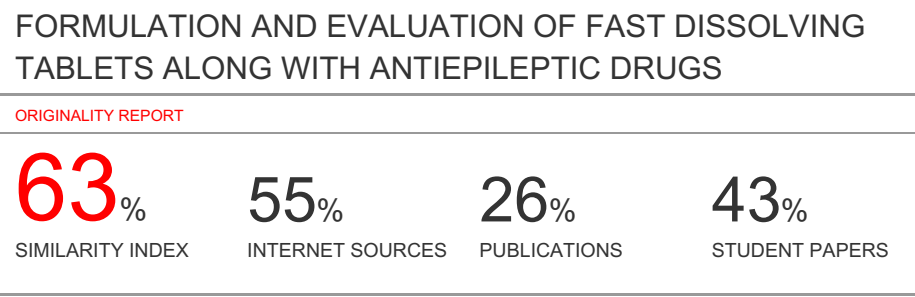 FORMULATION AND EVALUATION OF FAST DISSOLVING
TABLETS ALONG WITH ANTIEPILEPTIC DRUGS
ORIGINALITY REPORT
63% 55% 26% 43%
SIMILARITY INDEX INTERNET SOURCES PUBLICATIONS STUDENT PAPERS